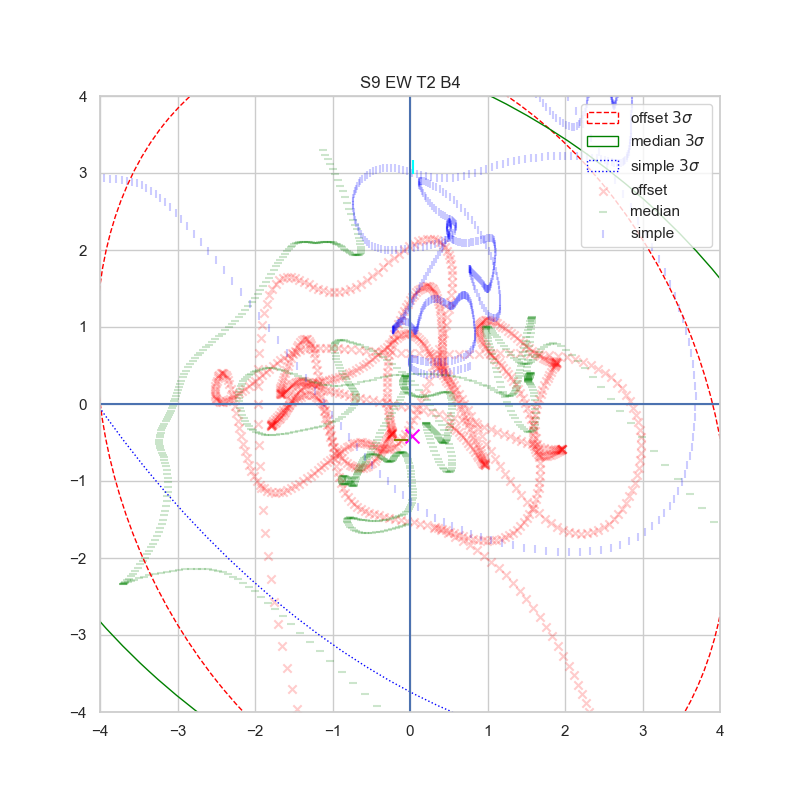 S9 EW T2 B4
4
3
2
1
0
−1
−2
−3
−4
−4
−3
−2
−1
0
1
2
3
4
offset 3σ
median 3σ
simple 3σ
offset
median
simple